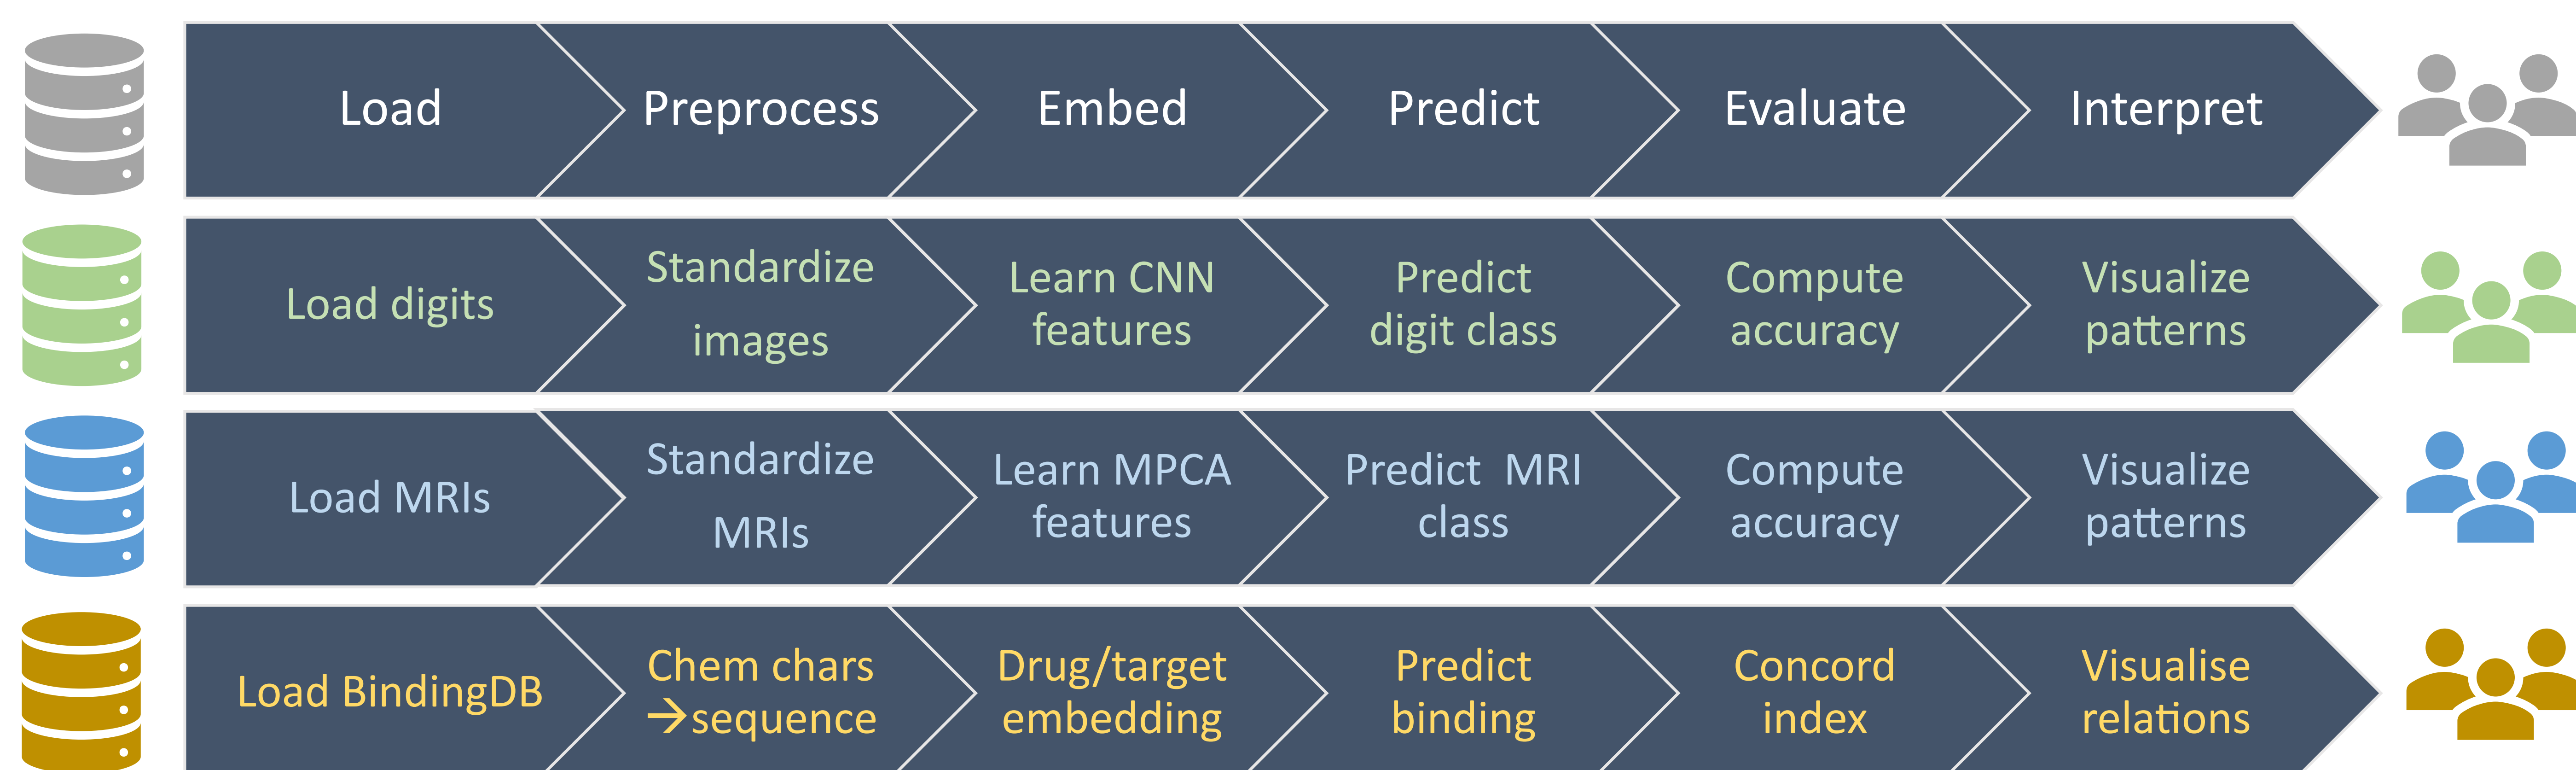 Load
Preprocess
Embed
Predict
Evaluate
Interpret
Load digits
Standardize
images
Learn CNN
features
Predict
digit class
Compute
accuracy
Visualize
patterns
Load MRIs
Standardize
MRIs
Learn MPCA
features
Predict  MRI
class
Compute
accuracy
Visualize
patterns
Load BindingDB
Chem chars
→sequence
Drug/target
embedding
Predict
binding
Concord
index
Visualise
relations